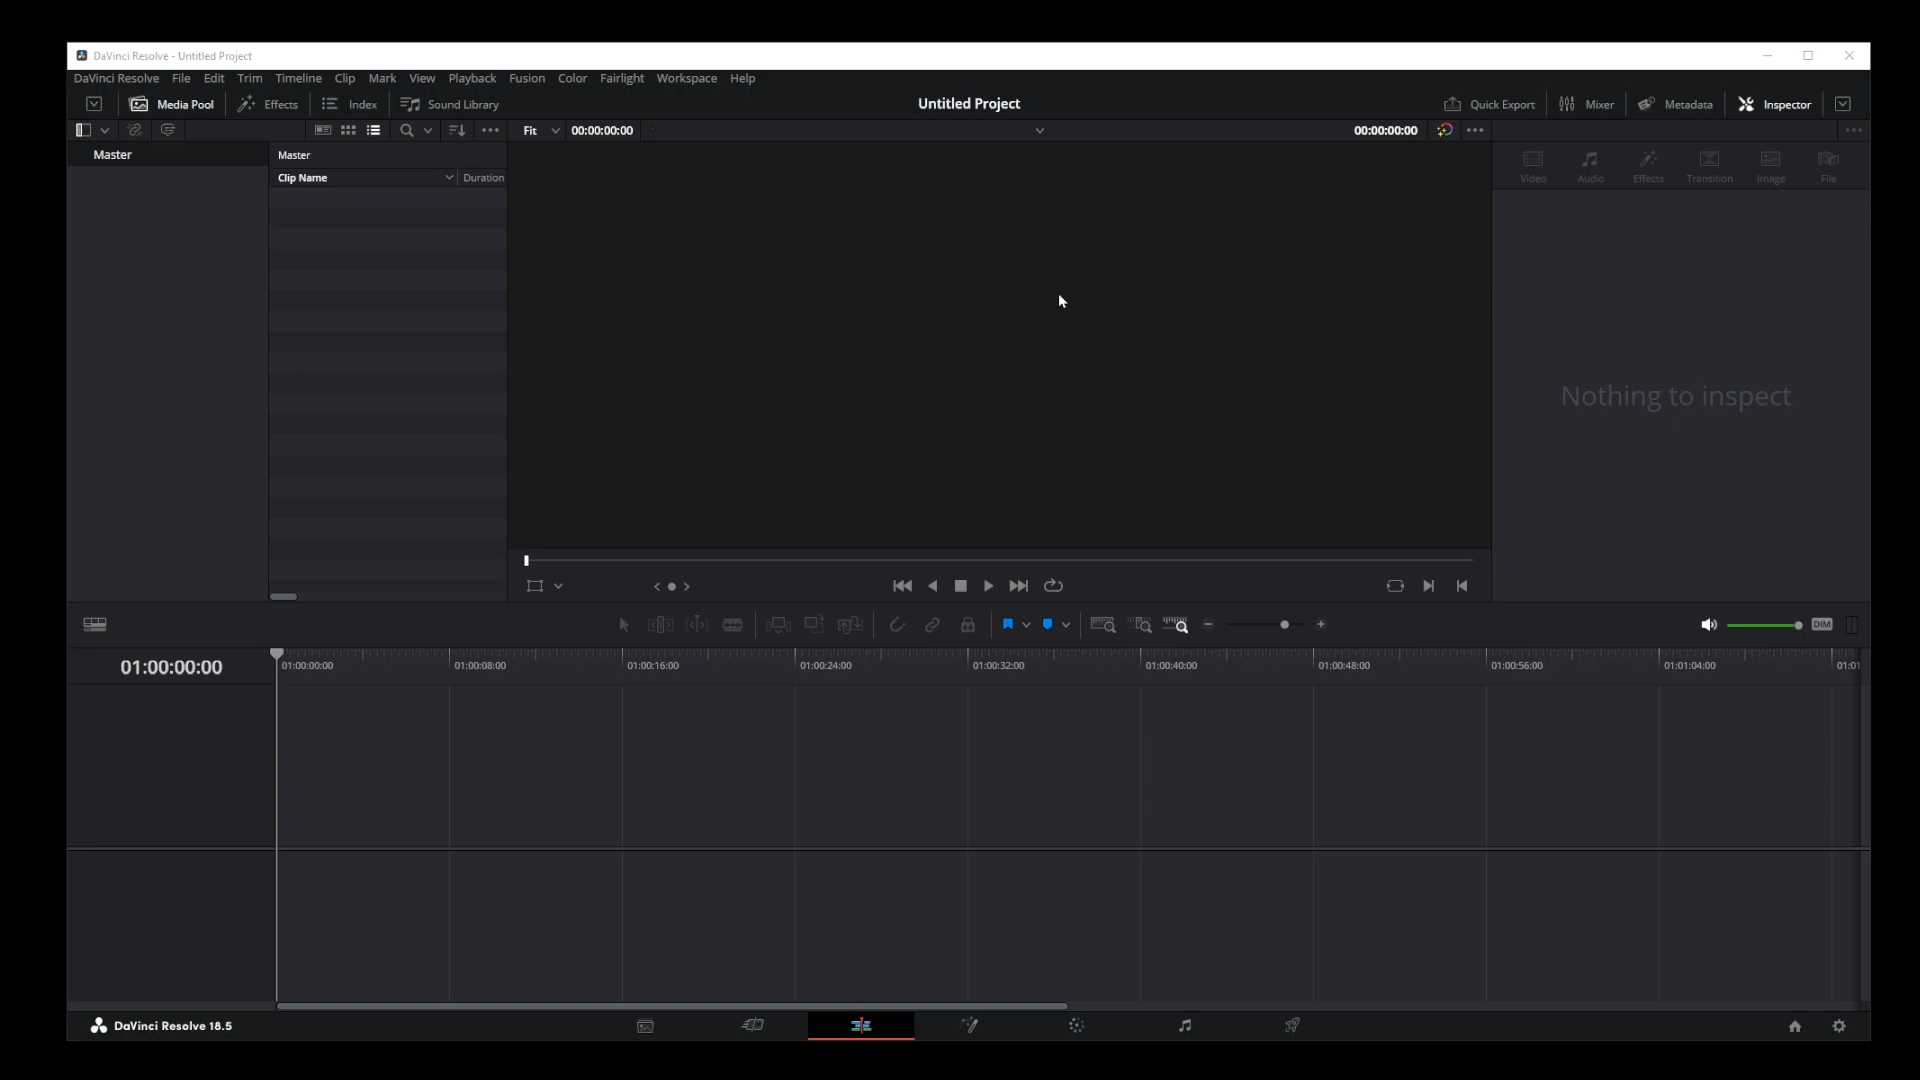 DaVinci Resolve - Untitled Project
DaVinci Resolve File Edit Trim Timeline Clip Mark View Playback Fusion Color Fairlight Workspace Help
Media Pool Effects Index Sound Library Untitled Project Quick Export Mixer Metadata Inspector
Fit 00:00:00:00 00:00:00:00
Master Master
Clip Name Duration
Video Audio Effects Transition Image File
Nothing to inspect
DIM
01:00:00:00 01:00:00:00 01:00:08:00 01:00:16:00 01:00:24:00 01:00:32:00 01:00:40:00 01:00:48:00 01:00:56:00 01:01:04:00 01:01
DaVinci Resolve 18.5